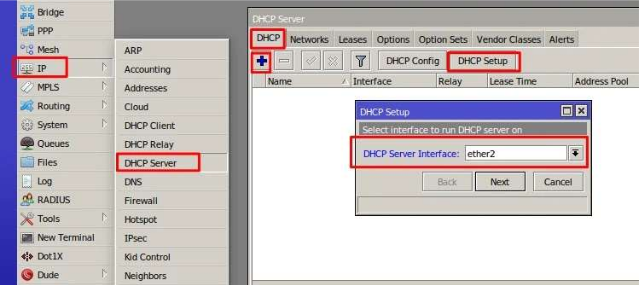 Bridge
PPP
Mesh
IP
MPLS
Routing
System
Queues
Files
Log
RADIUS
Tools
New Terminal
Dot1X
Dude
ARP
Accounting
Addresses
Cloud
DHCP Client
DHCP Relay
DHCP Server
DNS
Firewall
Hotspot
IPsec
Kid Control
Neighbors
DHCP Server
DHCP Networks Leases Options Option Sets Vendor Classes Alerts
DHCP Config DHCP Setup
Name Interface Relay Lease Time Address Pool
DHCP Setup
Select interface to run DHCP server on
DHCP Server Interface: ether2
Back Next Cancel